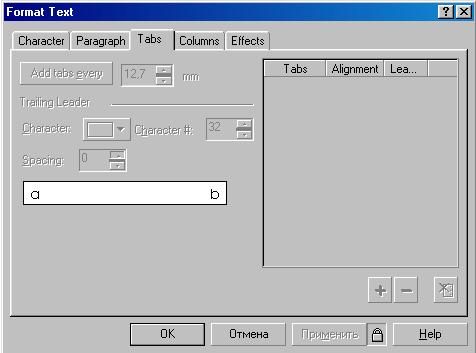 Format Text
Character Paragraph Tabs Columns Effects
Add tabs every 12,7 mm
Tabs Alignment Lea...
Trailing Leader
Character: Character #: 32
Spacing: 0
a b
OK Отмена Применить Help